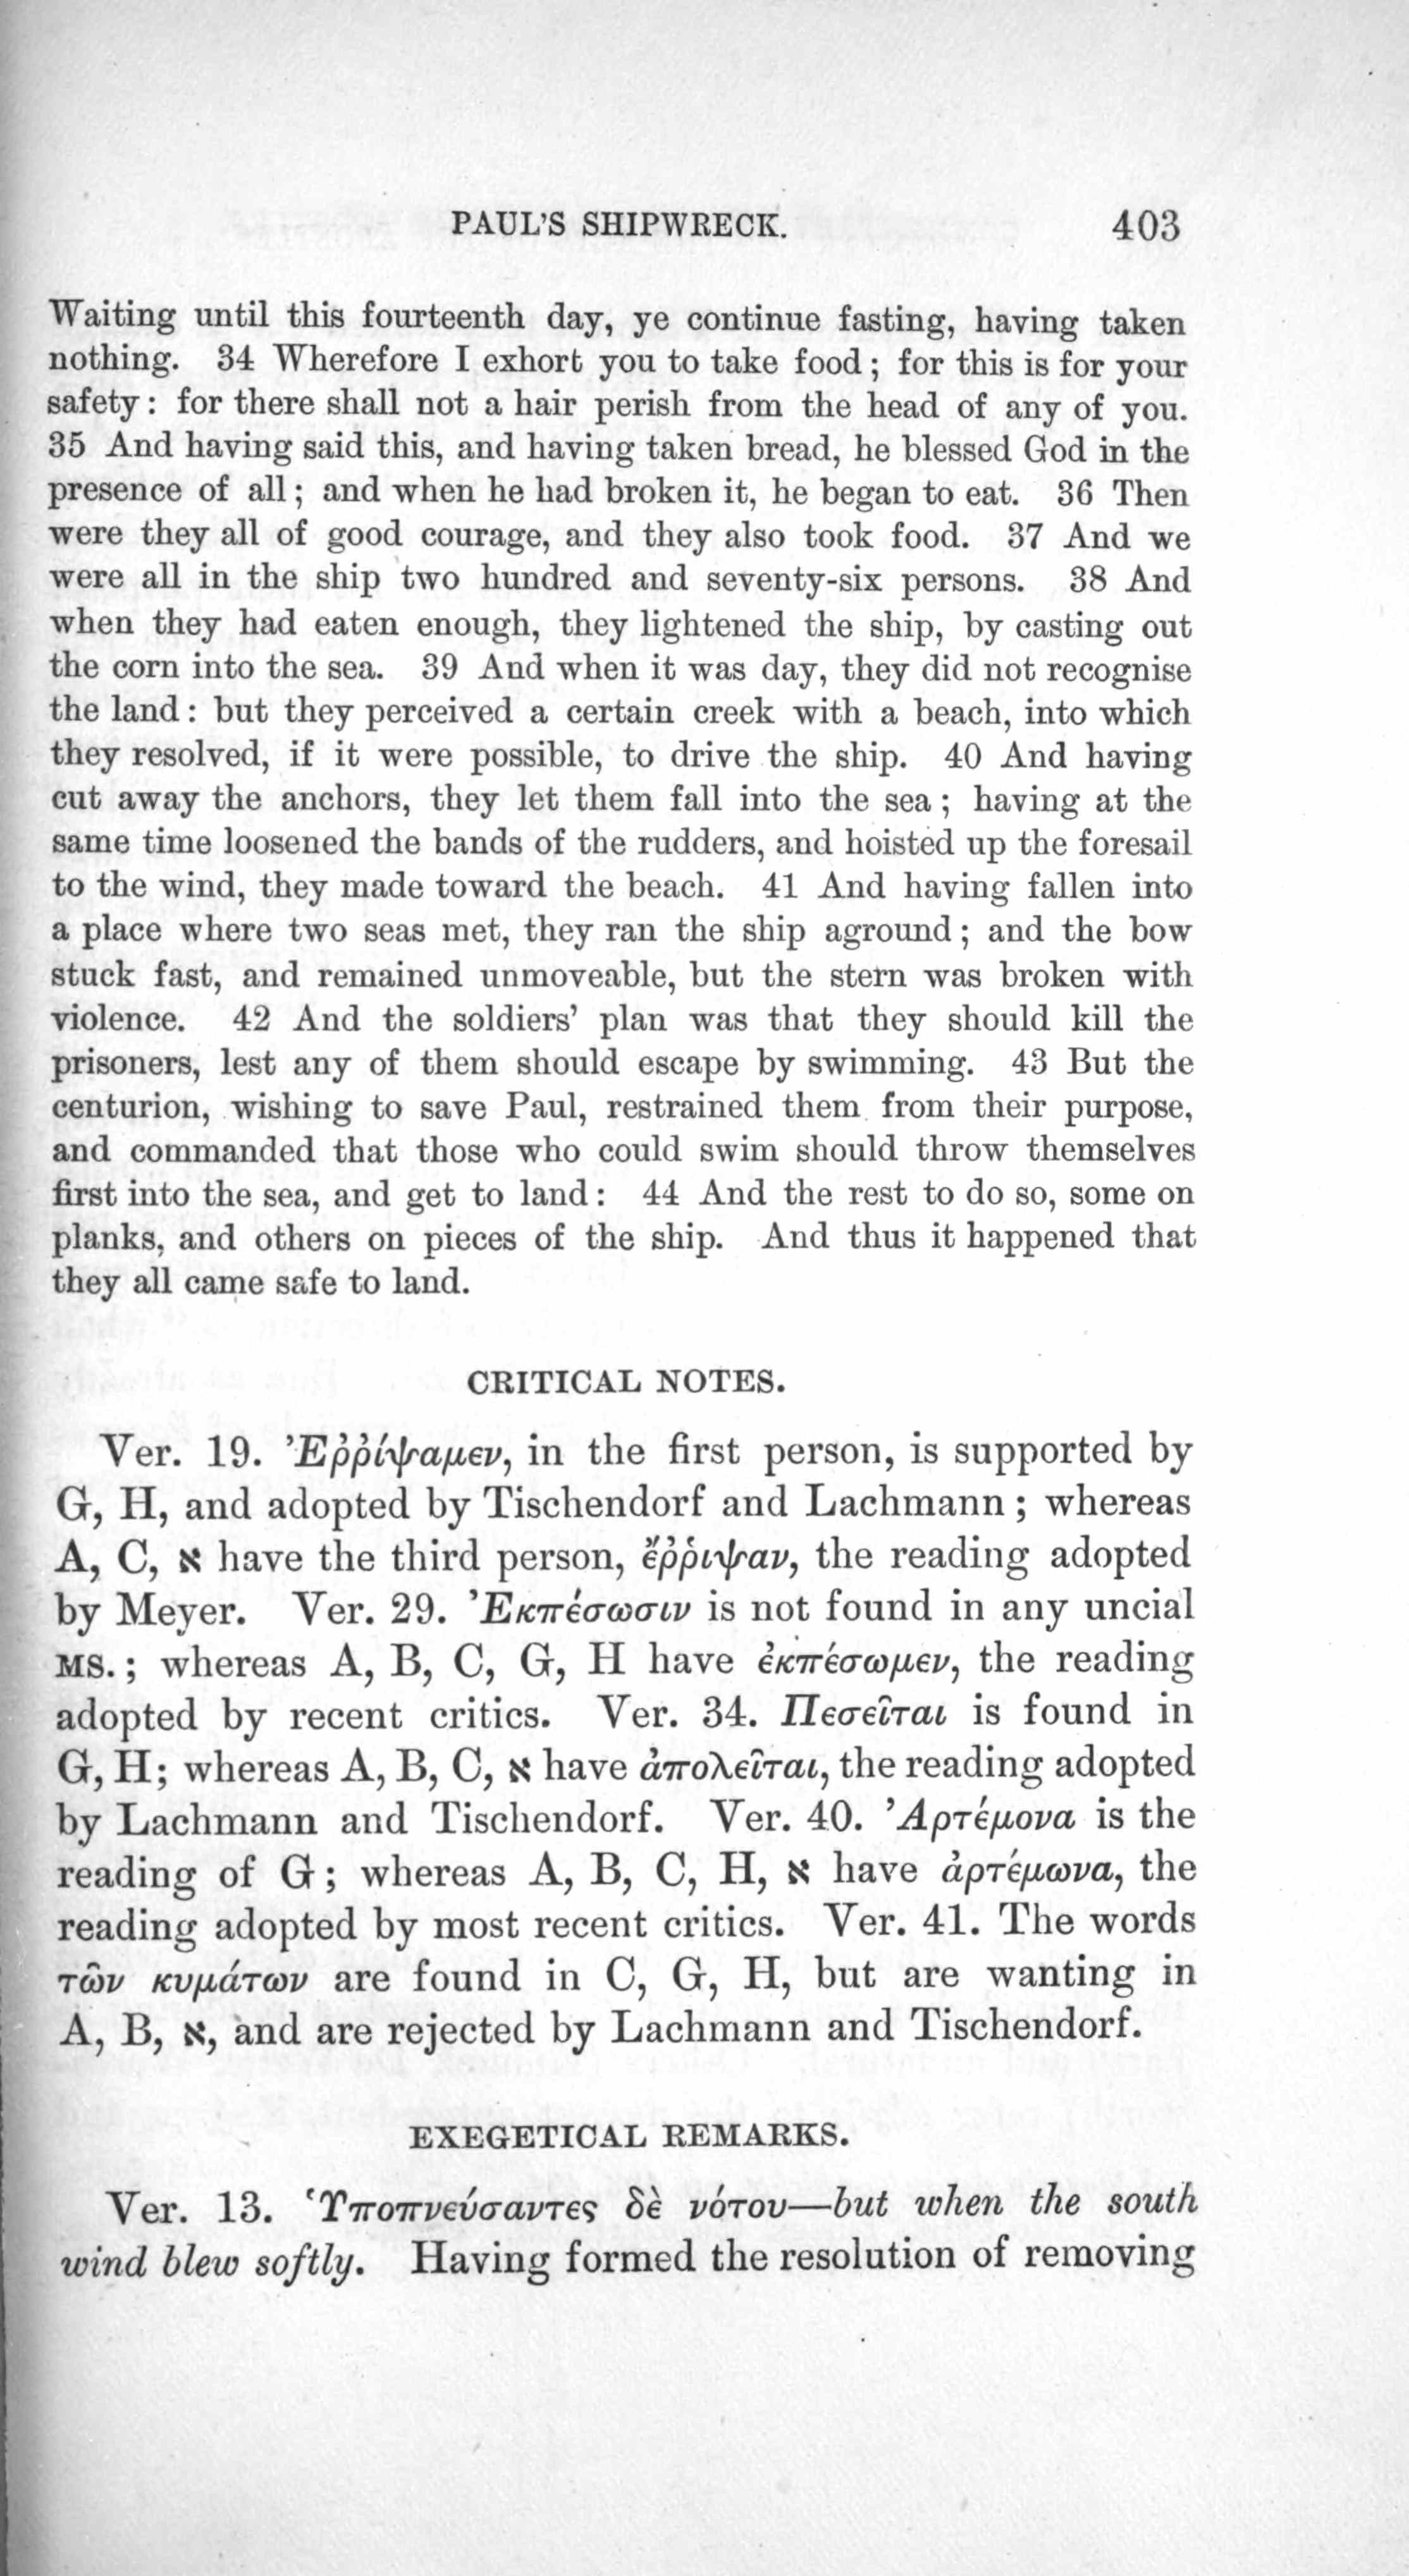 PAUL'S SHIPWRECK. 403
Waiting until this fourteenth day, ye continue fasting, having taken
nothing. 34 Wherefore I exhort you to take food; for this is for your
safety: for there shall not a hair perish from the head of any of you.
35 And having said this, and having taken bread, he blessed God in the
presence of all; and when he had broken it, he began to eat. 36 Then
were they all of good courage, and they also took food. 37 And we
were all in the ship two hundred and seventy-six persons. 38 And
when they had eaten enough, they lightened the ship, by casting out
the corn into the sea. 39 And when it was day, they did not recognise
the land: but they perceived a certain creek with a beach, into which
they resolved, if it were possible, to drive the ship. 40 And having
cut away the anchors, they let them fall into the sea; having at the
same time loosened the bands of the rudders, and hoisted up the foresail
to the wind, they made toward the beach. 41 And having fallen into
a place where two seas met, they ran the ship aground; and the bow
stuck fast, and remained unmoveable, but the stern was broken with
violence. 42 And the soldiers' plan was that they should kill the
prisoners, lest any of them should escape by swimming. 43 But the
centurion, wishing to save Paul, restrained them from their purpose,
and commanded that those who could swim should throw themselves
first into the sea, and get to land: 44 And the rest to do so, some on
planks, and others on pieces of the ship. And thus it happened that
they all came safe to land.
CRITICAL NOTES.
Ver. 19. Ἐῤῥίψαμεν, in the first person, is supported by
G, H, and adopted by Tischendorf and Lachmann; whereas
A, C, א have the third person, ἔῤῥιψαν, the reading adopted
by Meyer. Ver. 29. Ἐκπέσωσιν is not found in any uncial
MS.; whereas A, B, C, G, H have ἐκπέσωμεν, the reading
adopted by recent critics. Ver. 34. Πεσεῖται is found in
G, H; whereas A, B, C, א have ἀπολεῖται, the reading adopted
by Lachmann and Tischendorf. Ver. 40. Ἀρτέμονα is the
reading of G; whereas A, B, C, H, א have ἀρτέμωνα, the
reading adopted by most recent critics. Ver. 41. The words
τῶν κυμάτων are found in C, G, H, but are wanting in
A, B, א, and are rejected by Lachmann and Tischendorf.
EXEGETICAL REMARKS.
Ver. 13. Ὑποπνεύσαντες δὲ νότου—but when the south
wind blew softly. Having formed the resolution of removing